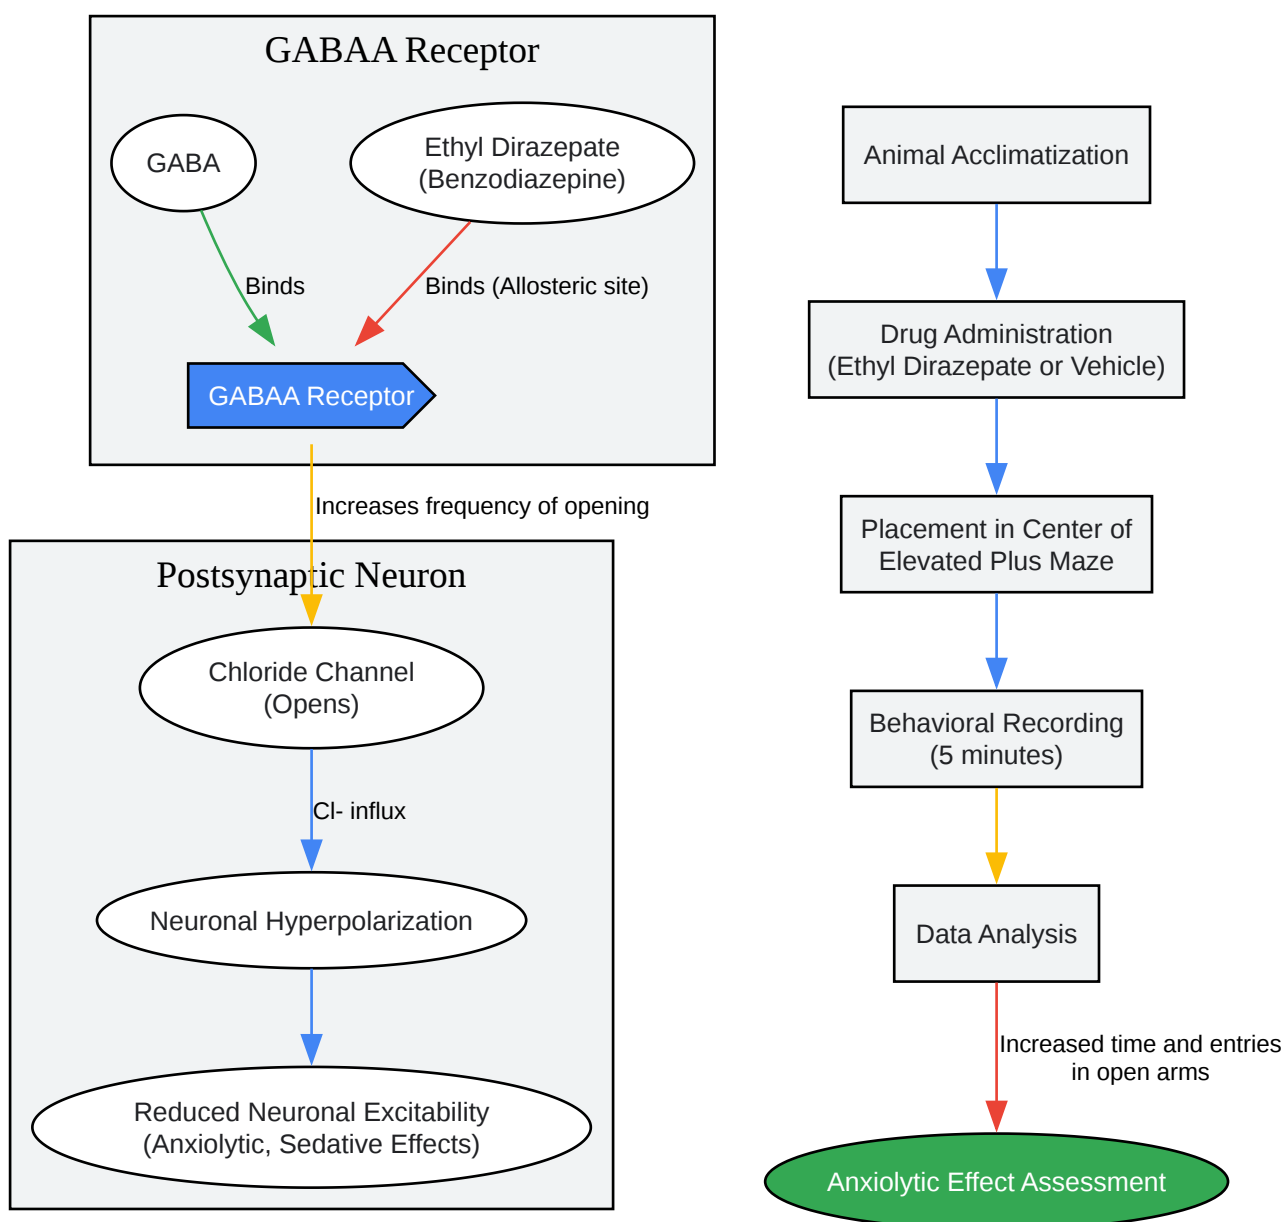 GABAA Receptor
GABA
Ethyl Dirazepate
(Benzodiazepine)
Binds
Binds (Allosteric site)
GABAA Receptor
Increases frequency of opening
Postsynaptic Neuron
Chloride Channel
(Opens)
Cl- influx
Neuronal Hyperpolarization
Reduced Neuronal Excitability
(Anxiolytic, Sedative Effects)
Animal Acclimatization
Drug Administration
(Ethyl Dirazepate or Vehicle)
Placement in Center of
Elevated Plus Maze
Behavioral Recording
(5 minutes)
Data Analysis
Increased time and entries
in open arms
Anxiolytic Effect Assessment